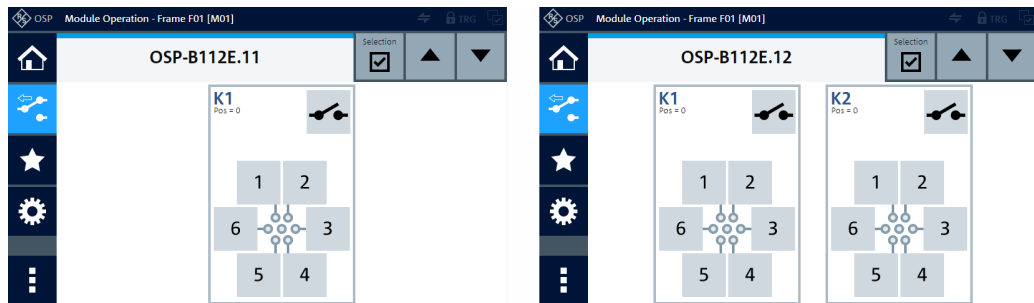 OSP Module Operation - Frame F01 [M01] TRG
OSP-B112E.11
Selection
K1
Pos = 0
1 2
6 3
5 4
OSP Module Operation - Frame F01 [M01] TRG
OSP-B112E.12
Selection
K1
Pos = 0
1 2
6 3
5 4
K2
Pos = 0
1 2
6 3
5 4